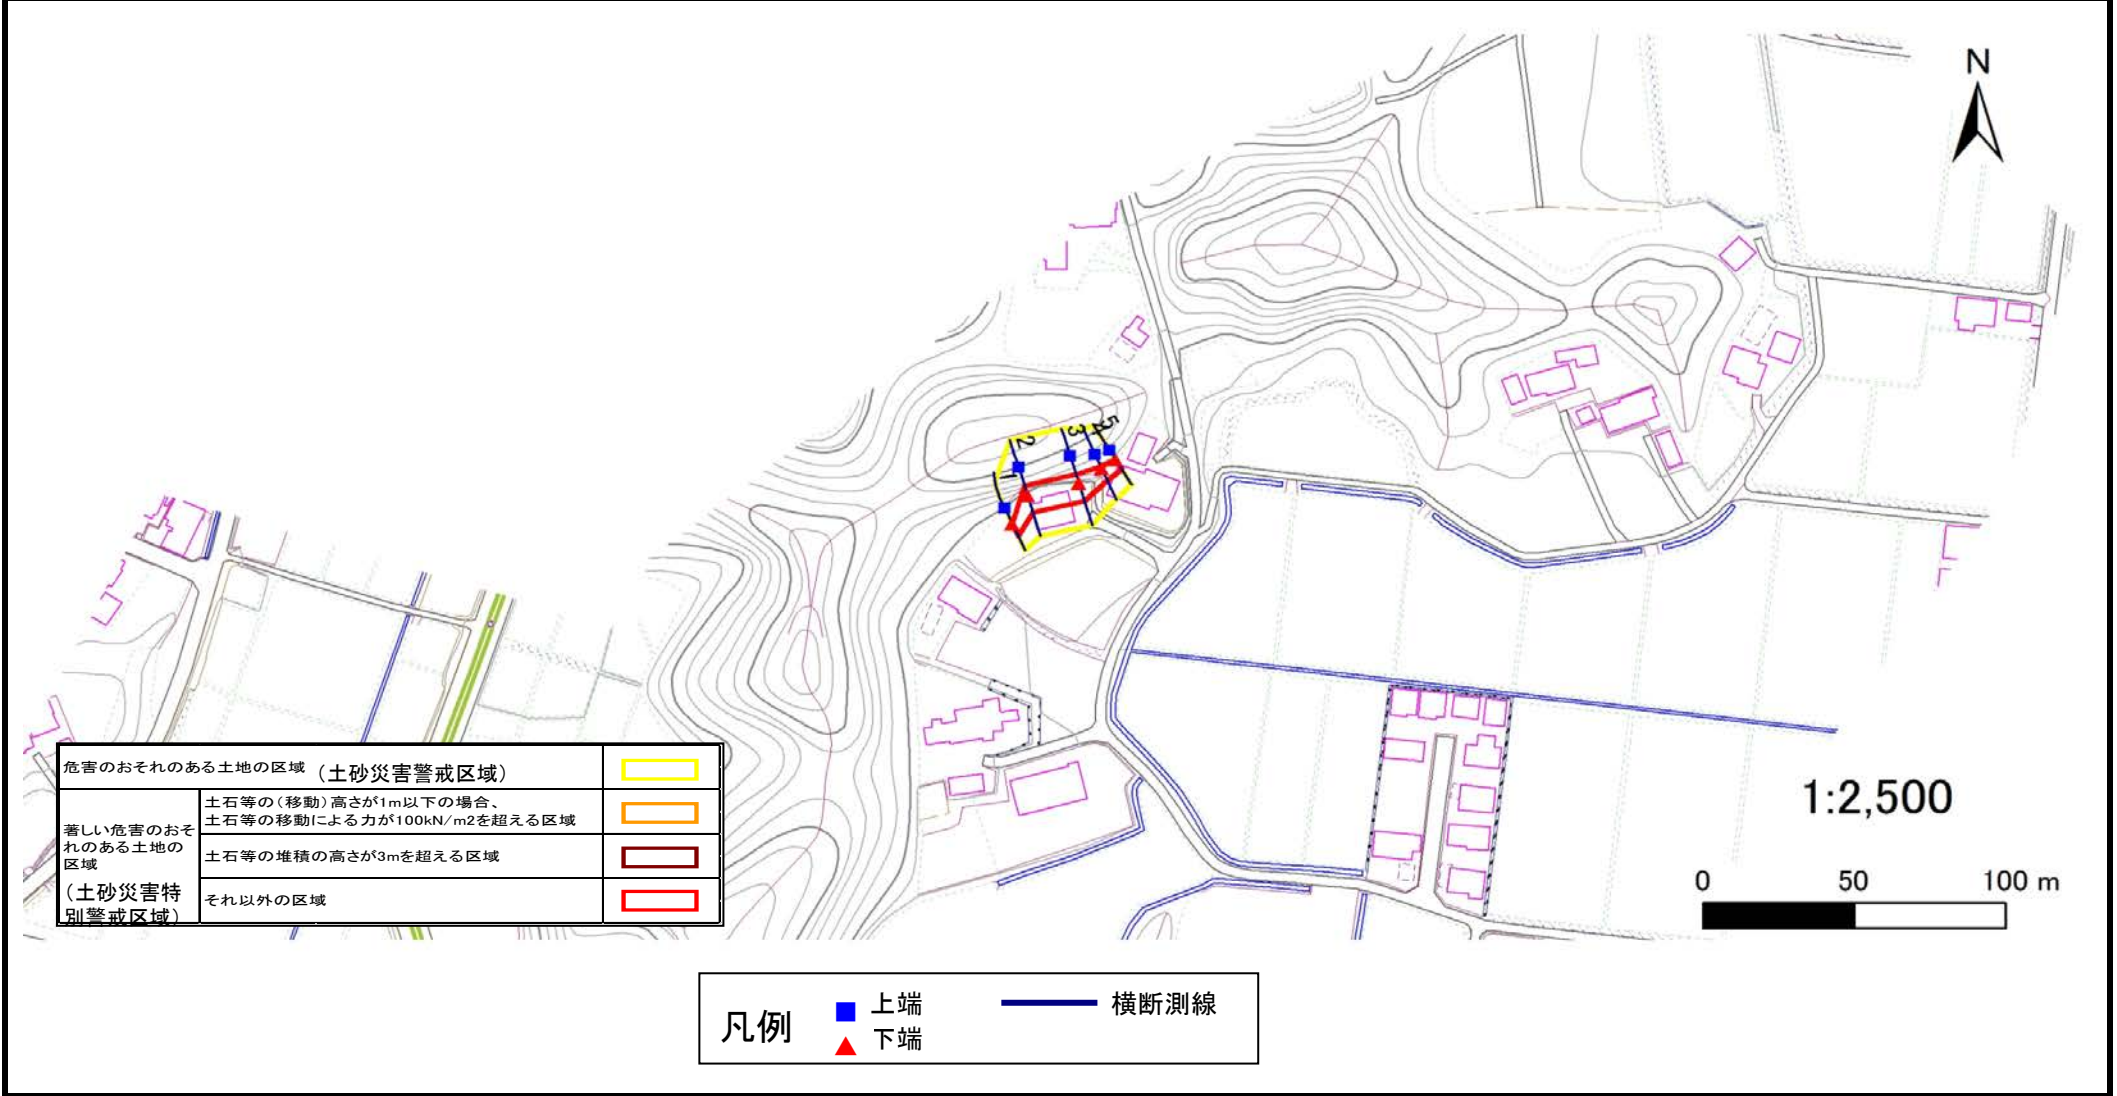 N
2
3
4
5
1
危害のおそれのある土地の区域 (土砂災害警戒区域)
著しい危害のおそ
れのある土地の
区域
(土砂災害特
別警戒区域)
土石等の(移動)高さが1m以下の場合、
土石等の移動による力が100kN/m2を超える区域
土石等の堆積の高さが3mを超える区域
それ以外の区域
1:2,500
0 50 100 m
凡例
上端
下端
横断測線